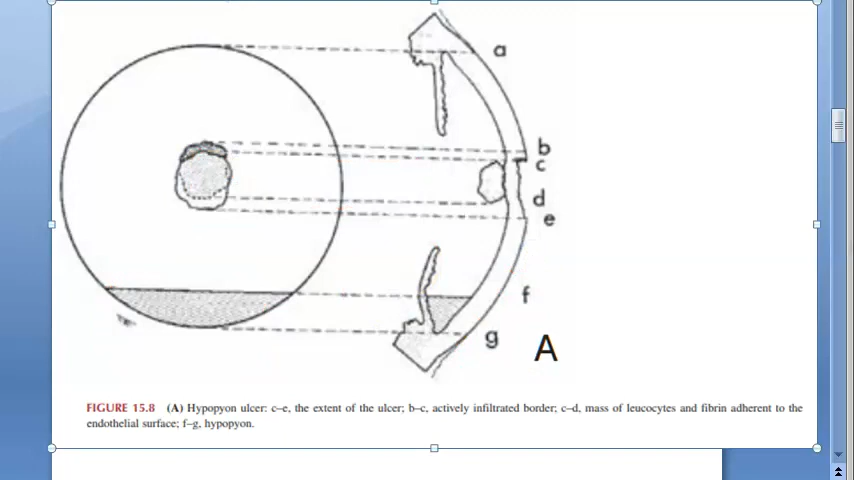 a
b
c
d
e
f
g
A
FIGURE 15.8 (A) Hypopyon ulcer: c–e, the extent of the ulcer; b–c, actively infiltrated border; c–d, mass of leucocytes and fibrin adherent to the
endothelial surface; f–g, hypopyon.